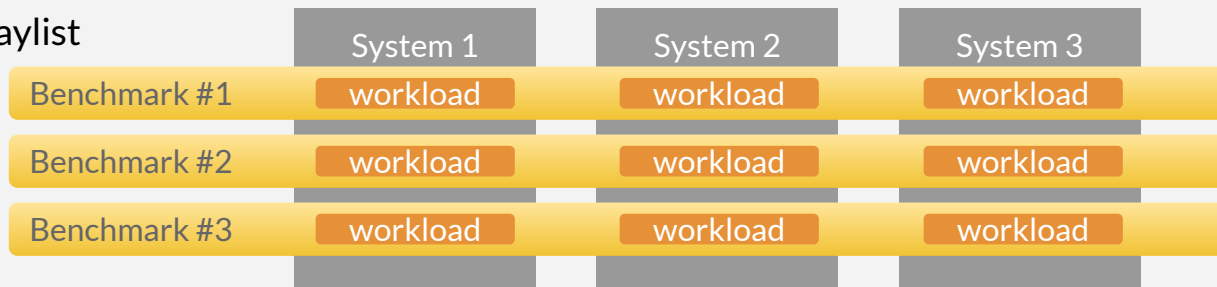 aylist
System 1 System 2 System 3
Benchmark #1 workload workload workload
Benchmark #2 workload workload workload
Benchmark #3 workload workload workload